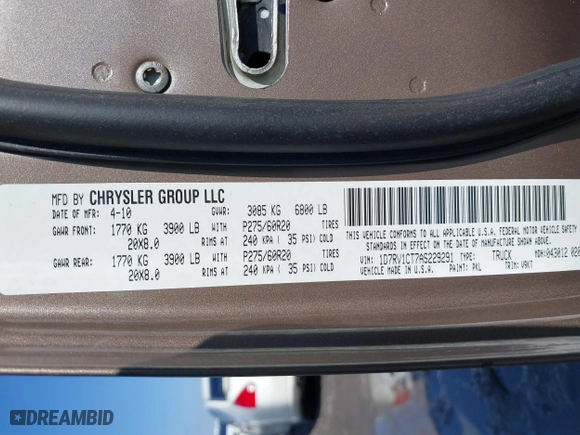 MFD BY CHRYSLER GROUP LLC
DATE OF MFR: 4-10 GVWR: 3085 KG 6800 LB
GAWR FRONT: 1770 KG 3900 LB WITH P275/60R20 TIRES
20X8.0 RIMS AT 240 KPA ( 35 PSI) COLD
GAWR REAR: 1770 KG 3900 LB WITH P275/60R20 TIRES
20X8.0 RIMS AT 240 KPA ( 35 PSI) COLD
THIS VEHICLE CONFORMS TO ALL APPLICABLE U.S.A. FEDERAL MOTOR VEHICLE SAFETY
STANDARDS IN EFFECT ON THE DATE OF MANUFACTURE SHOWN ABOVE.
VIN: 1D7RV1CT7AS229291 TYPE: TRUCK MDH:043012 020
VEHICLE MADE IN U.S.A. PAINT: PKL TRIM: V9X7
DREAMBID